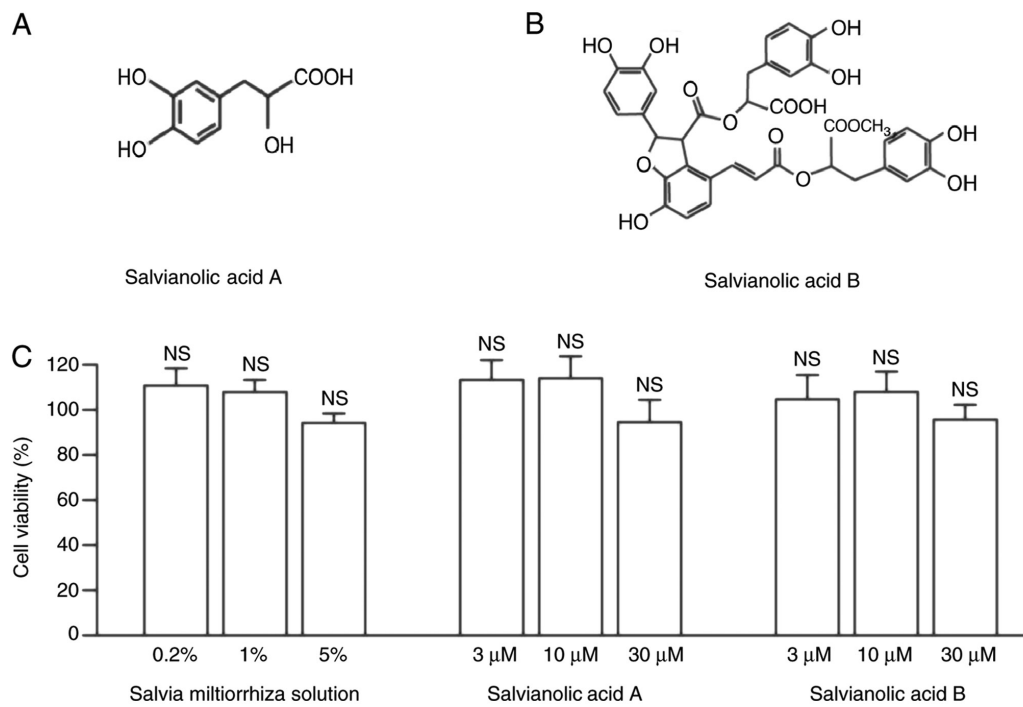 A
HO
COOH
HO
OH
Salvianolic acid A
B
OH
HO
OH
OH
O
COOH
O
COOCH3
O
OH
O
O
OH
HO
Salvianolic acid B
C
Cell viability (%)
120
100
80
60
40
20
0
NS
NS
NS
NS
NS
NS
NS
NS
NS
0.2%
1%
5%
3 μM
10 μM
30 μM
3 μM
10 μM
30 μM
Salvia miltiorrhiza solution
Salvianolic acid A
Salvianolic acid B